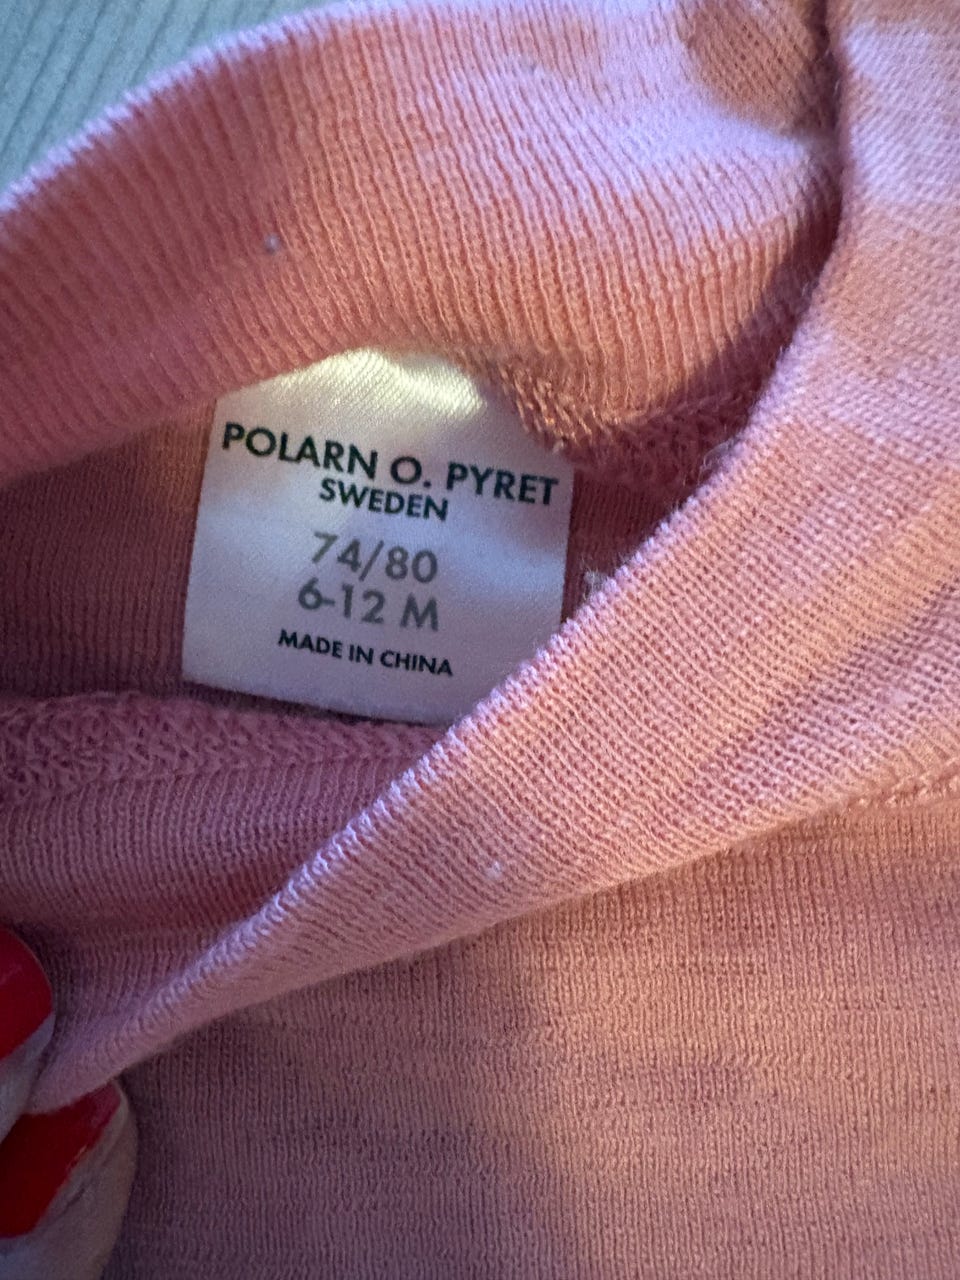 POLARN O. PYRET
SWEDEN
74/80
6-12 M
MADE IN CHINA